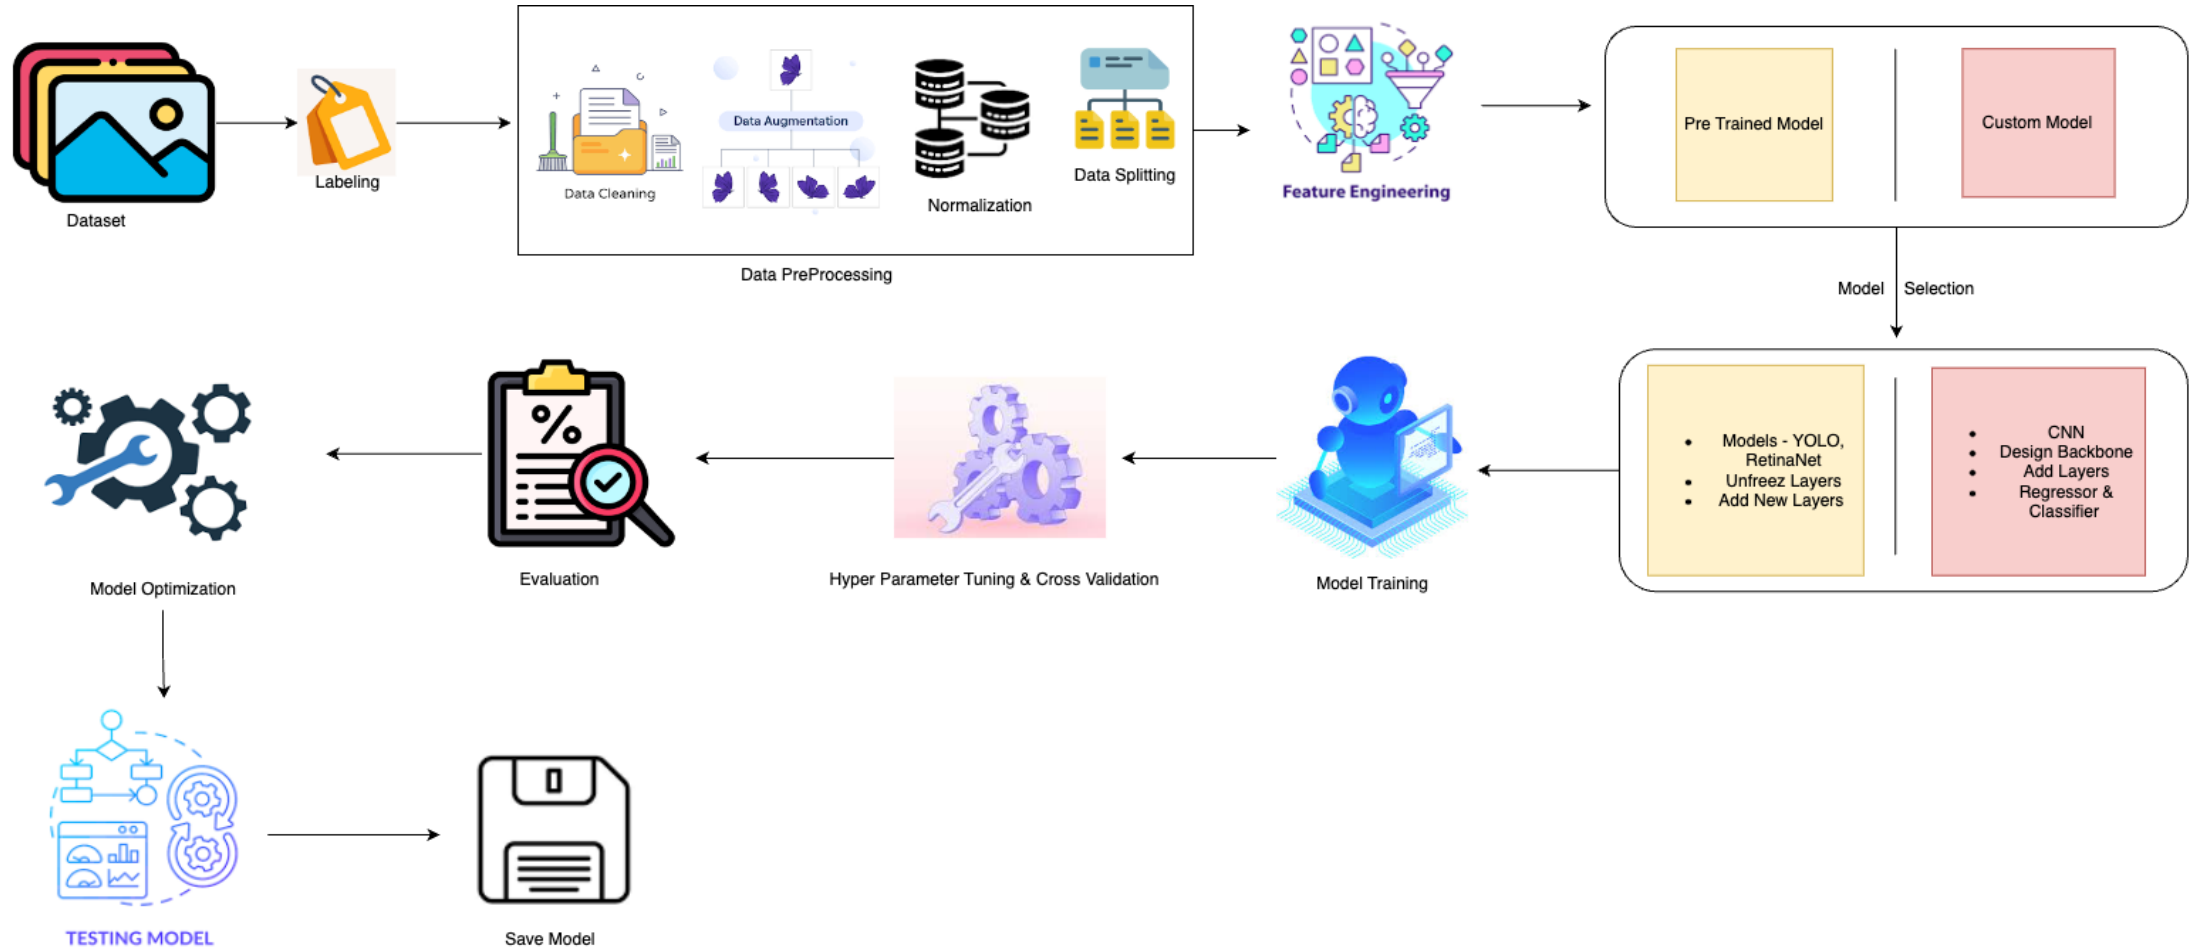 Dataset
Labeling
Data Cleaning
Data Augmentation
Normalization
Data Splitting
Data PreProcessing
Feature Engineering
Pre Trained Model
Custom Model
Model Selection
• Models - YOLO,
RetinaNet
• Unfreez Layers
• Add New Layers
• CNN
• Design Backbone
• Add Layers
• Regressor &
Classifier
Model Training
Hyper Parameter Tuning & Cross Validation
%
Evaluation
Model Optimization
TESTING MODEL
Save Model